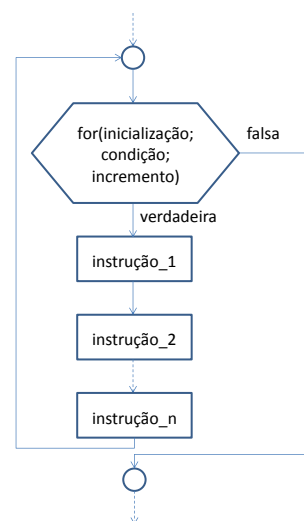 for(inicialização;
condição;
incremento)
falsa
verdadeira
instrução_1
instrução_2
instrução_n